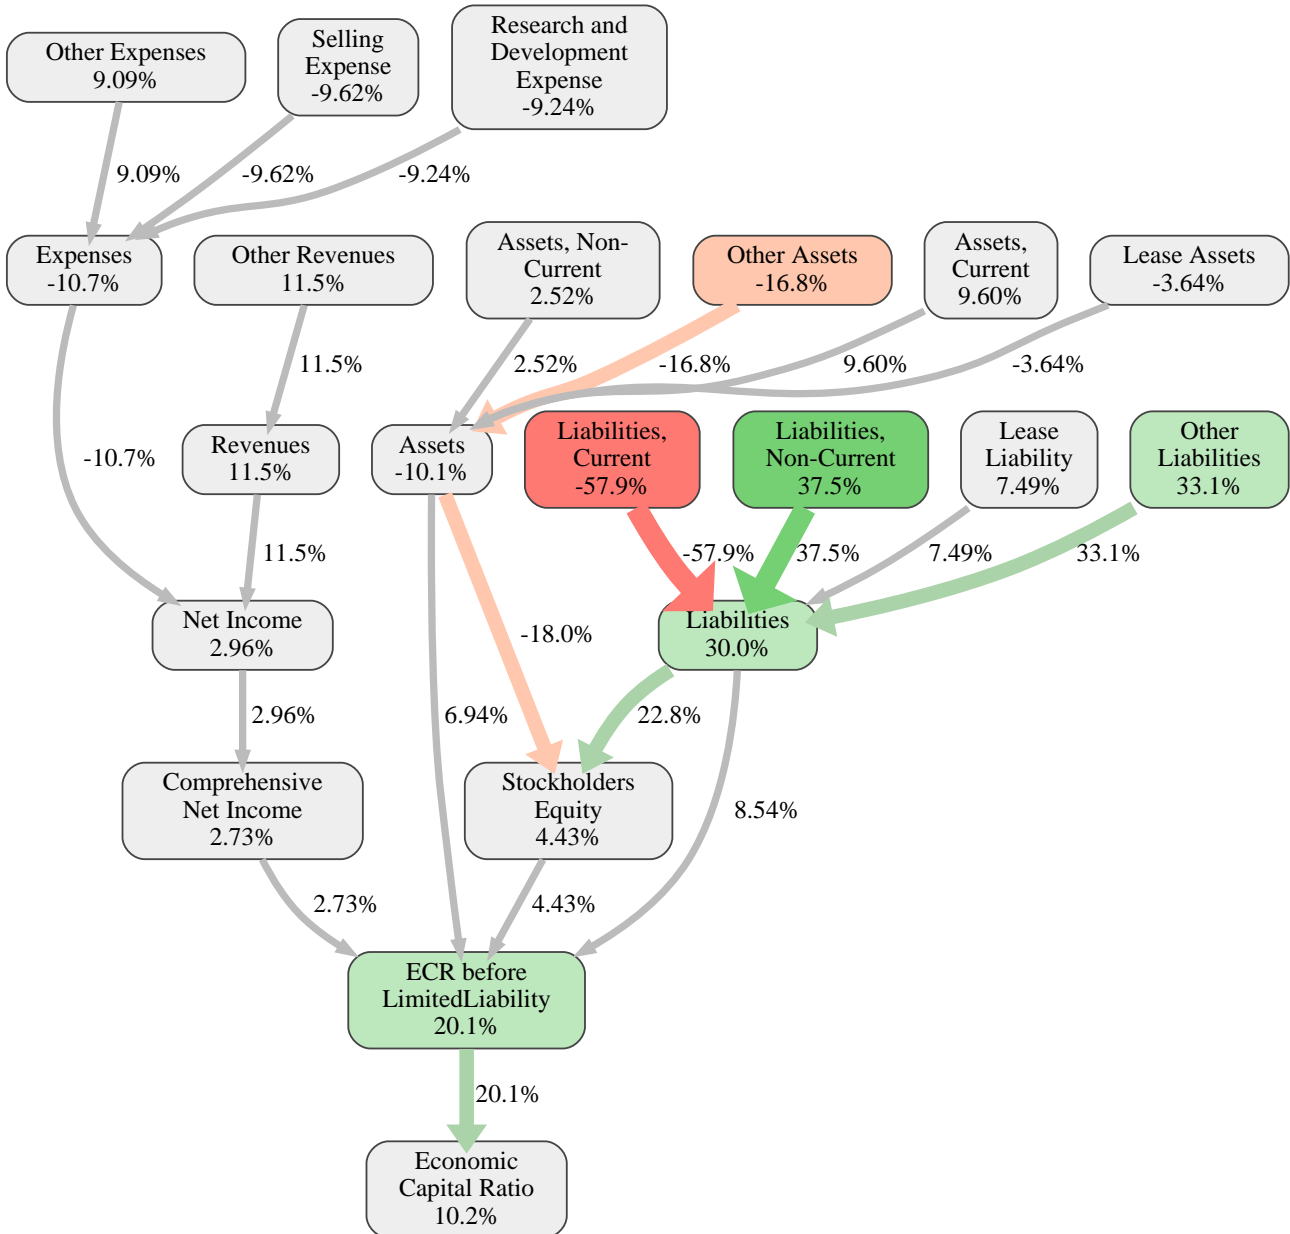 Other Expenses
9.09%
Selling
Expense
-9.62%
Research and
Development
Expense
-9.24%
9.09%
-9.62%
-9.24%
Expenses
-10.7%
Other Revenues
11.5%
Assets, Non-
Current
2.52%
Other Assets
-16.8%
Assets,
Current
9.60%
Lease Assets
-3.64%
11.5%
2.52%
-16.8%
9.60%
-3.64%
-10.7%
Revenues
11.5%
Assets
-10.1%
Liabilities,
Current
-57.9%
Liabilities,
Non-Current
37.5%
Lease
Liability
7.49%
Other
Liabilities
33.1%
11.5%
-57.9%
37.5%
7.49%
33.1%
Net Income
2.96%
-18.0%
Liabilities
30.0%
2.96%
6.94%
22.8%
Comprehensive
Net Income
2.73%
Stockholders
Equity
4.43%
8.54%
2.73%
4.43%
ECR before
LimitedLiability
20.1%
20.1%
Economic
Capital Ratio
10.2%